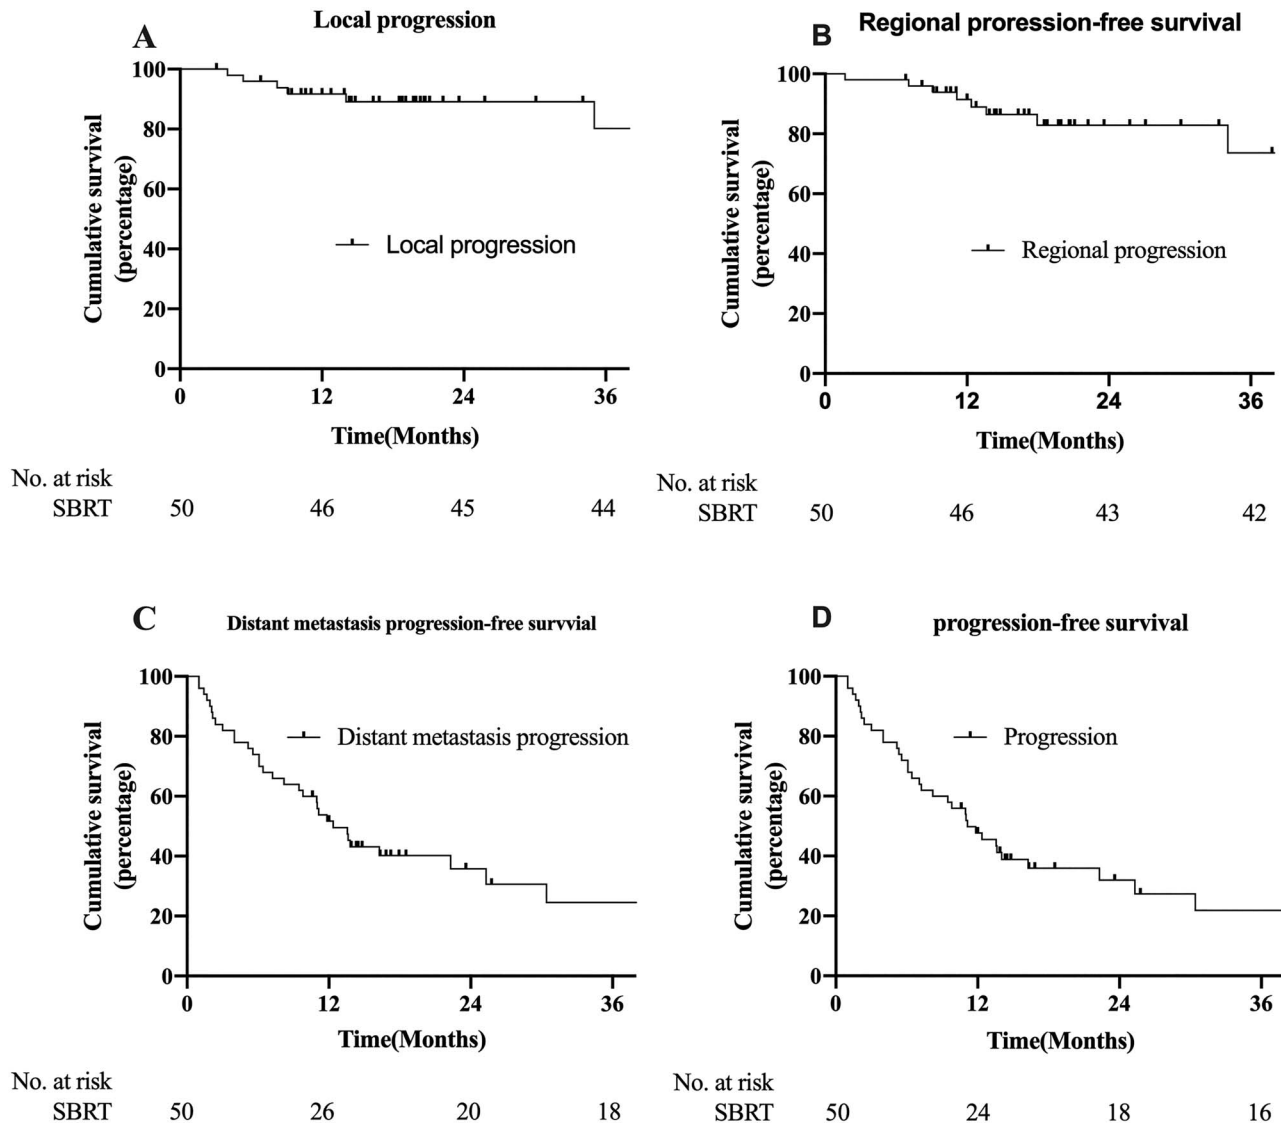 A
Local progression
100
80
60
40
20
0
Cumulative survival
(percentage)
Local progression
0 12 24 36
Time(Months)
No. at risk
SBRT 50 46 45 44
B
Regional proression-free survival
100
80
60
40
20
0
Cumulative survival
(percentage)
Regional progression
0 12 24 36
Time(Months)
No. at risk
SBRT 50 46 43 42
C
Distant metastasis progression-free survvial
100
80
60
40
20
0
Cumulative survival
(percentage)
Distant metastasis progression
0 12 24 36
Time(Months)
No. at risk
SBRT 50 26 20 18
D
progression-free survival
100
80
60
40
20
0
Cumulative survival
(percentage)
Progression
0 12 24 36
Time(Months)
No. at risk
SBRT 50 24 18 16